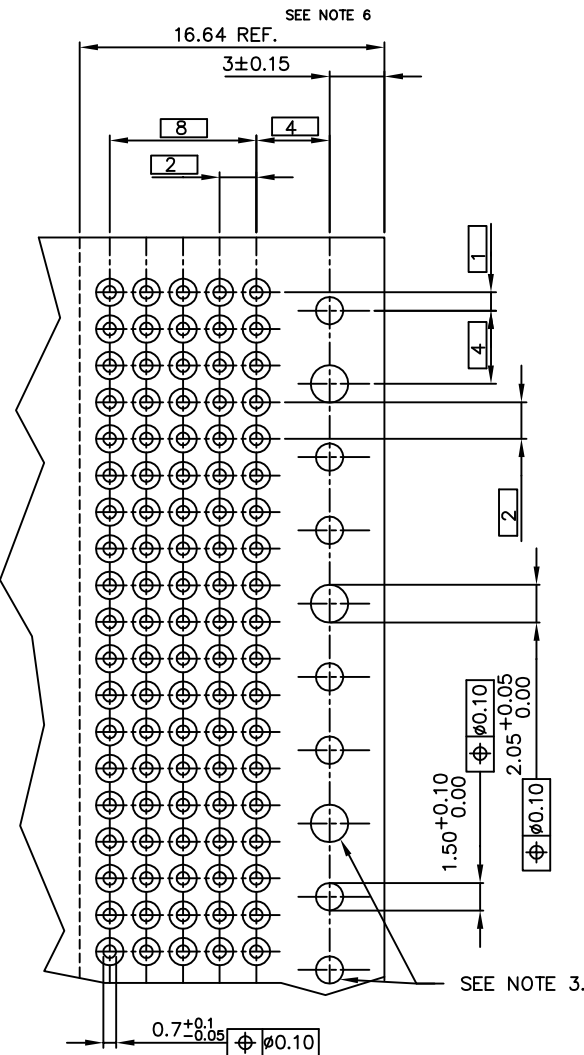 SEE NOTE 6
16.64 REF.
3±0.15
8
4
2
1
4
2
1.50 +0.10 0.00
⌖ ø0.10
2.05 +0.05 0.00
⌖ ø0.10
SEE NOTE 3.
0.7 +0.1 -0.05 ⌖ ø0.10